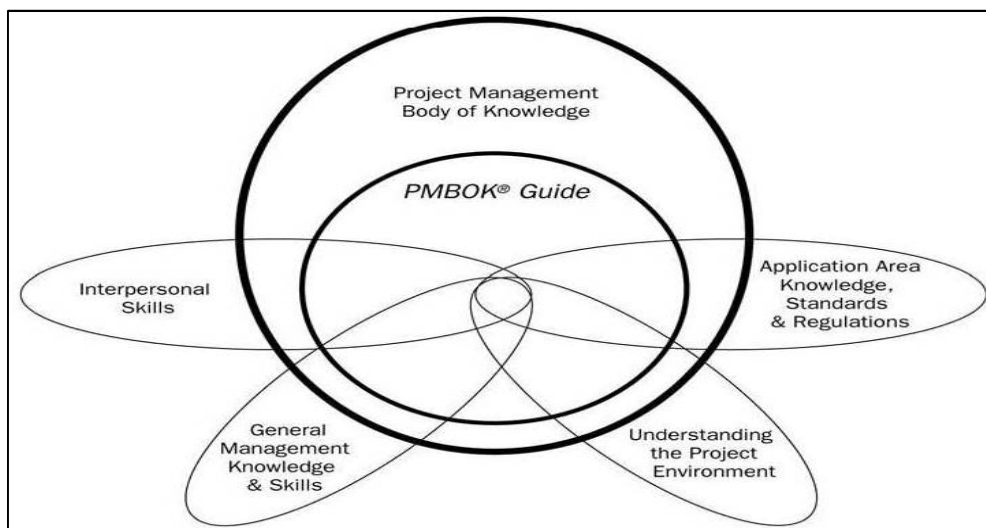 Project Management
Body of Knowledge
PMBOK® Guide
Interpersonal
Skills
Application Area
Knowledge,
Standards
& Regulations
General
Management
Knowledge
& Skills
Understanding
the Project
Environment